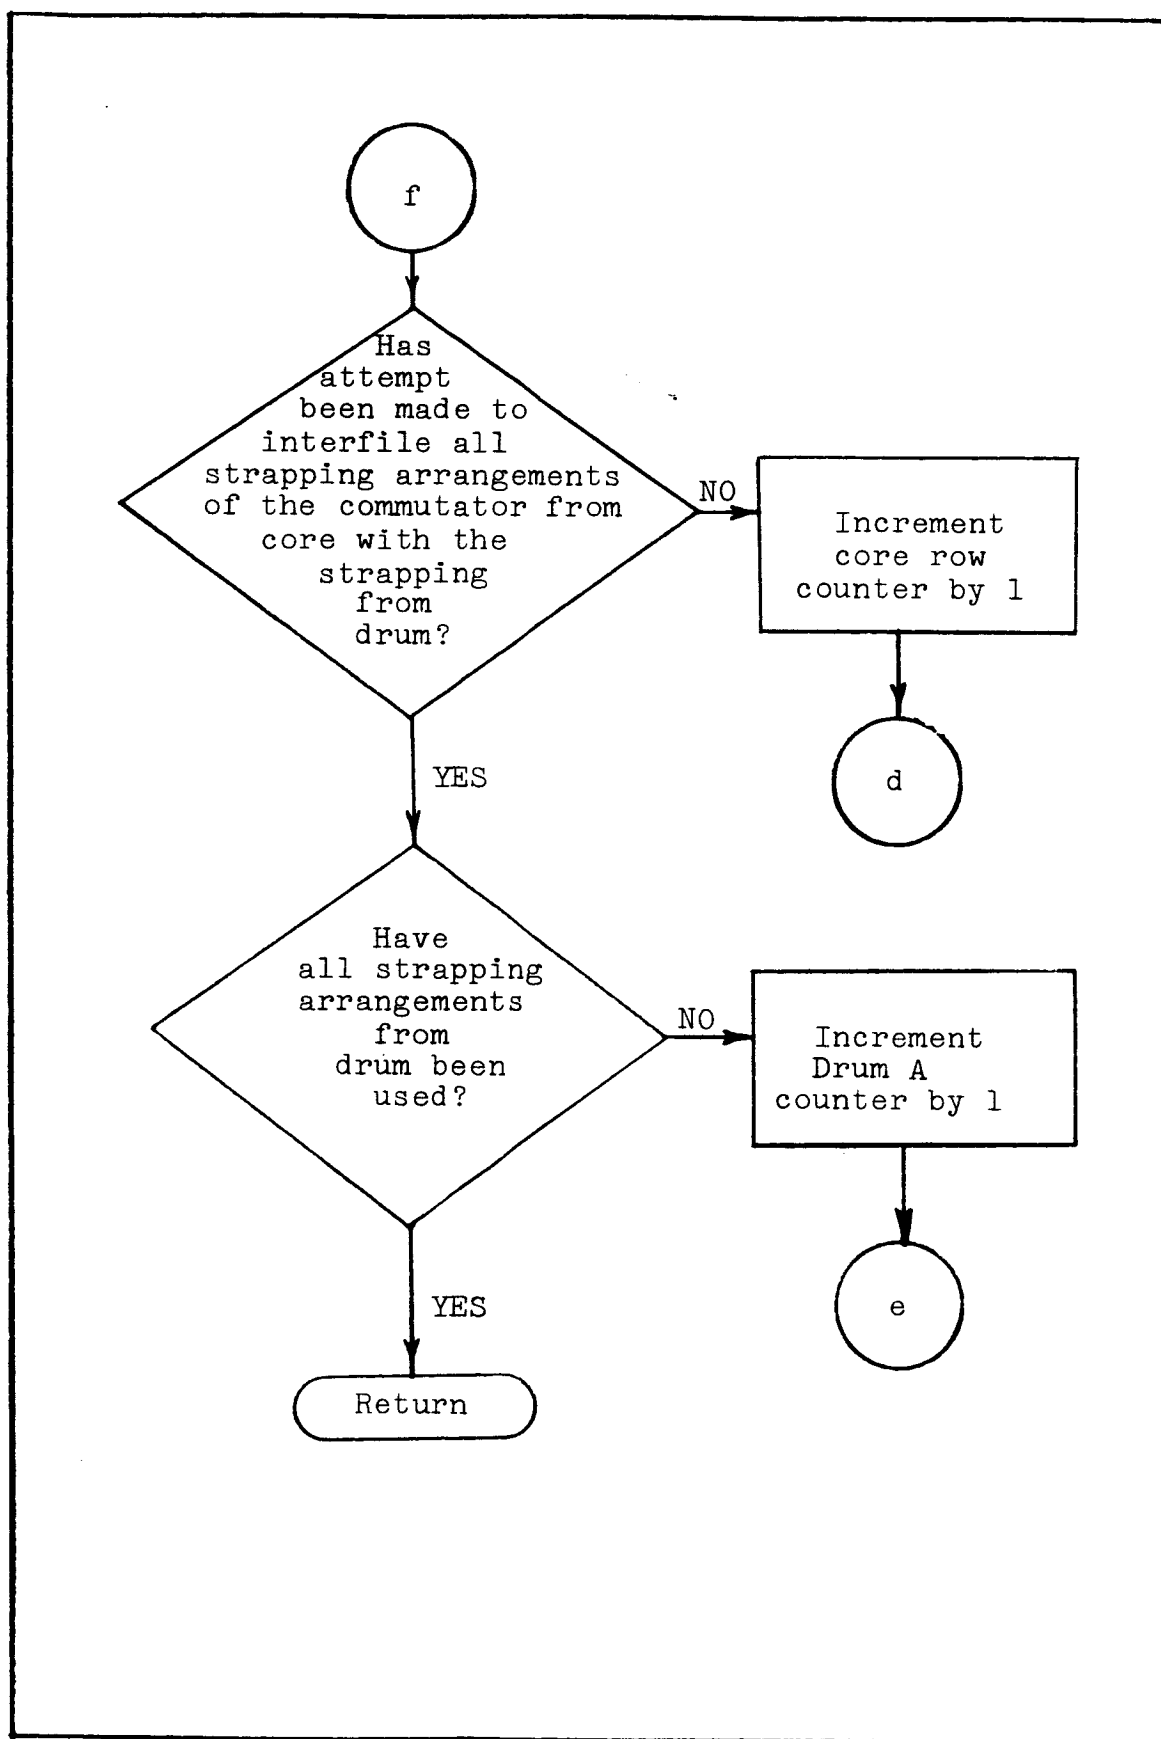 f
Has
attempt
been made to
interfile all
strapping arrangements
of the commutator from
core with the
strapping
from
drum?
NO
Increment
core row
counter by 1
d
YES
Have
all strapping
arrangements
from
drum been
used?
NO
Increment
Drum A
counter by 1
e
YES
Return